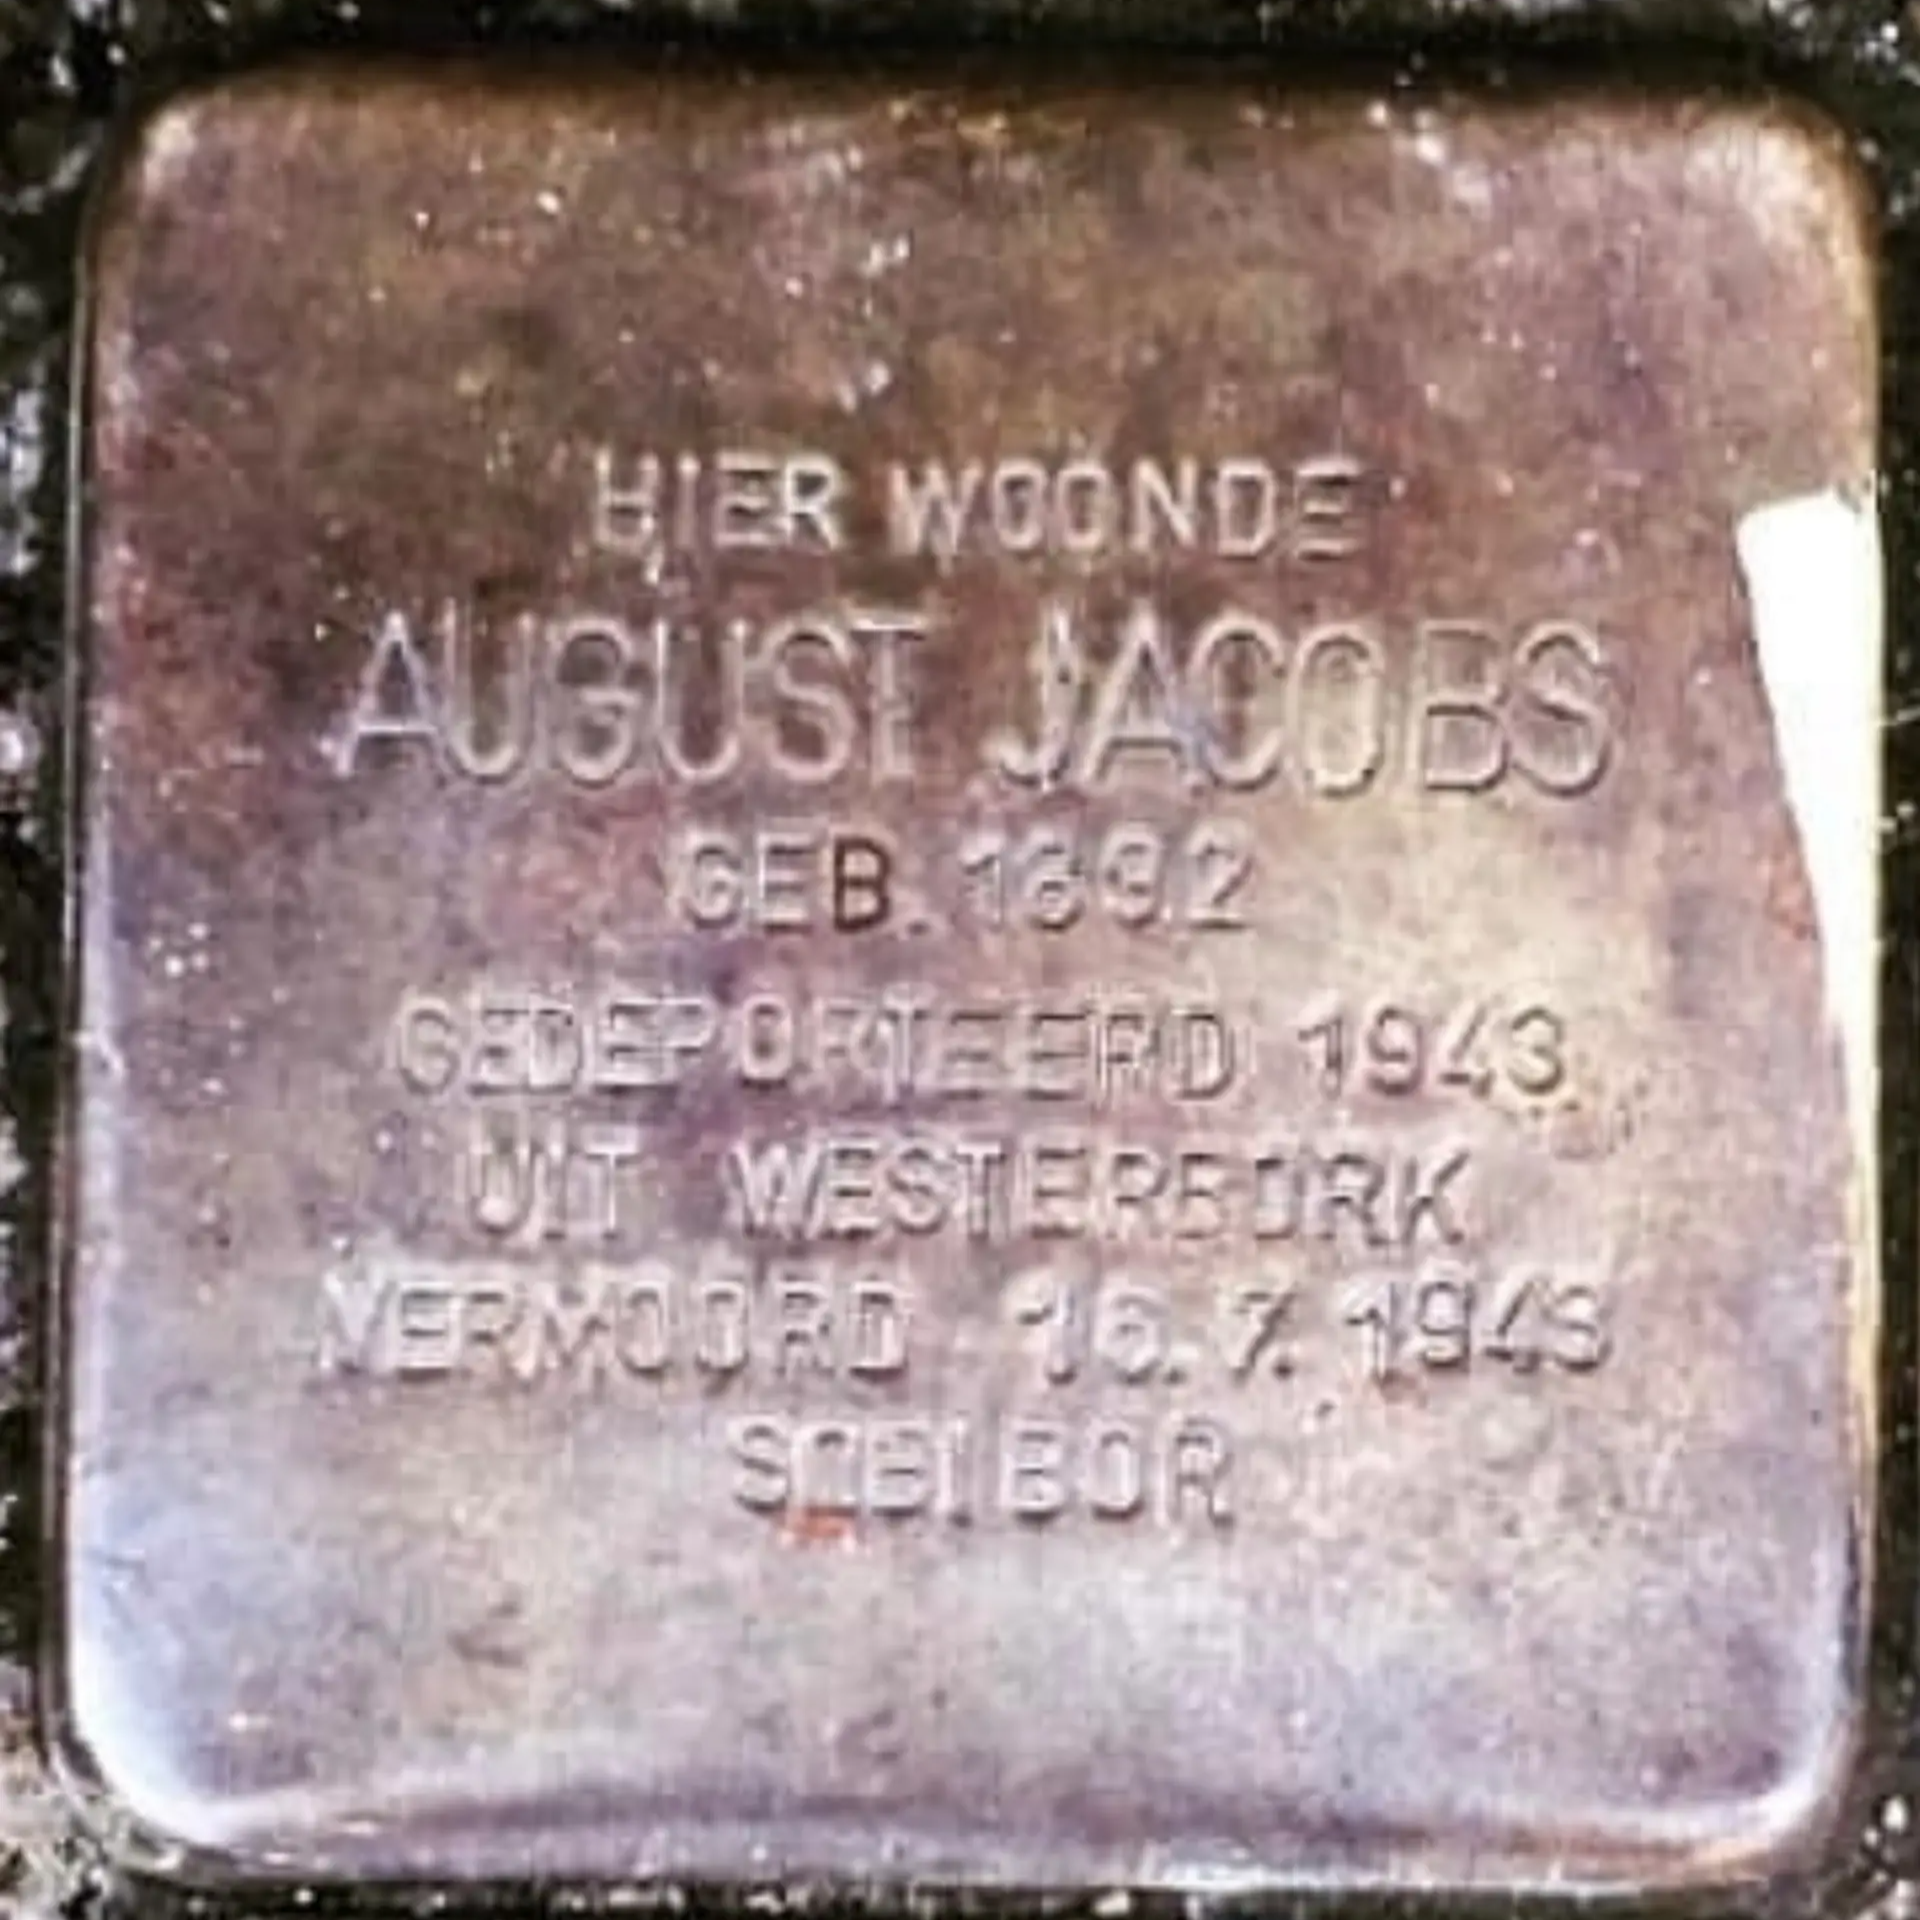 HIER WOONDE
AUGUST JACOBS
GEB. 1892
GEDEPORTEERD 1943
UIT WESTERBORK
VERMOORD 16.7.1943
SOBIBOR